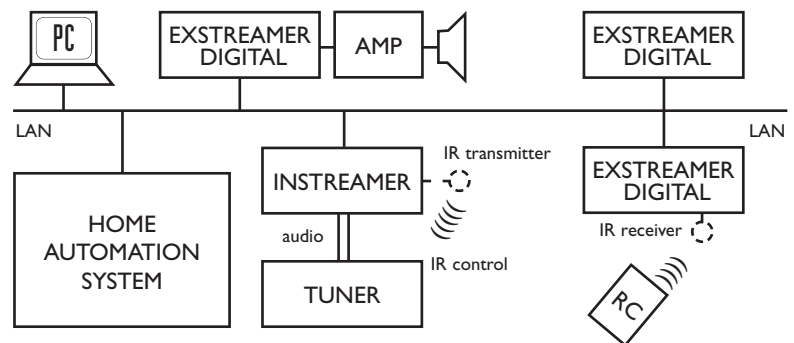 PC
EXSTREAMER
DIGITAL
AMP
EXSTREAMER
DIGITAL
LAN
LAN
HOME
AUTOMATION
SYSTEM
INSTREAMER
IR transmitter
audio
IR control
TUNER
EXSTREAMER
DIGITAL
IR receiver
RC